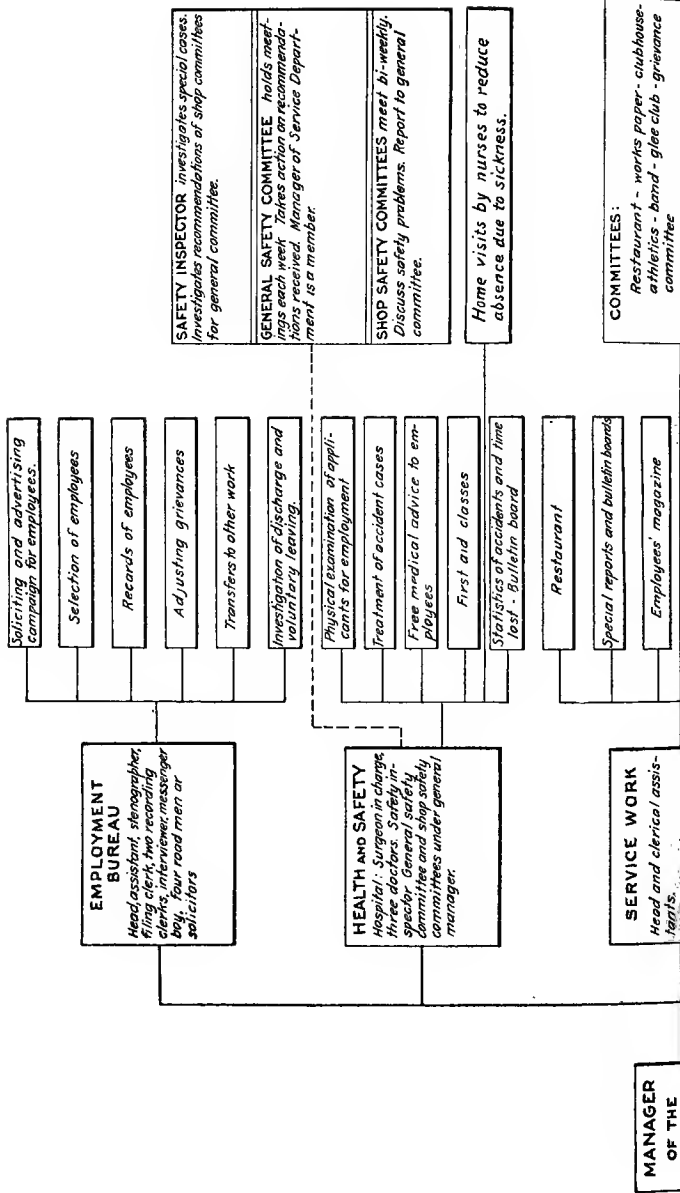 MANAGER
OF THE
EMPLOYMENT
BUREAU
Head, assistant, stenographer,
filing clerk, two recording
clerks, interviewer, messenger
boy, four road men or
solicitors
HEALTH AND SAFETY
Hospital: Surgeon in charge,
three doctors. Safety in-
spector General safety
committee and shop safety
committees under general
manager.
SERVICE WORK
Head and clerical assis-
tants.
Soliciting and advertising
campaign for employees.
Selection of employees
Records of employees
Adjusting grievances
Transfers to other work
Investigation of discharge and
voluntary leaving.
Physical examination of appli-
cants for employment
Treatment of accident cases
Free medical advice to em-
ployees
First aid classes
Statistics of accidents and time
lost - Bulletin board
Restaurant
Special reports and bulletin boards
Employees' magazine
SAFETY INSPECTOR investigates special cases.
Investigates recommendations of shop committees
for general committee.
GENERAL SAFETY COMMITTEE holds meet-
ings each week Takes action on recommenda-
tions received. Manager of Service Depart-
ment is a member.
SHOP SAFETY COMMITTEES meet bi-weekly.
Discuss safety problems. Report to general
committee.
Home visits by nurses to reduce
absence due to sickness.
COMMITTEES:
Restaurant - works paper - clubhouse-
athletics - band - glee club - grievance
committee